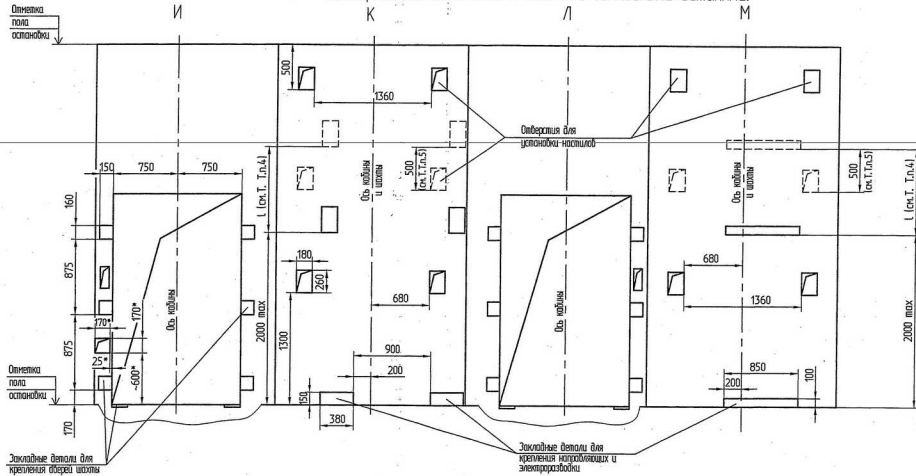 И
К
Л
М
Отметка
пола
остановки
500
1360
Отверстия для
установки настилов
150
750
750
160
875
875
170
170*
25*
170*
~600*
Ось кабины
l (см.Т. Т.п.4)
2000 max
500
(см.Т.Т.п.5)
Ось кабины
и шахты
180
260
1300
680
900
200
150
380
Ось кабины
Ось кабины
и шахты
500
(см.Т.Т.п.5)
l (см.Т. Т.п.4)
680
1360
2000 max
850
200
100
Отметка
пола
остановки
Закладные детали для
крепления дверей шахты
Закладные детали для
крепления направляющих и
электроразводки